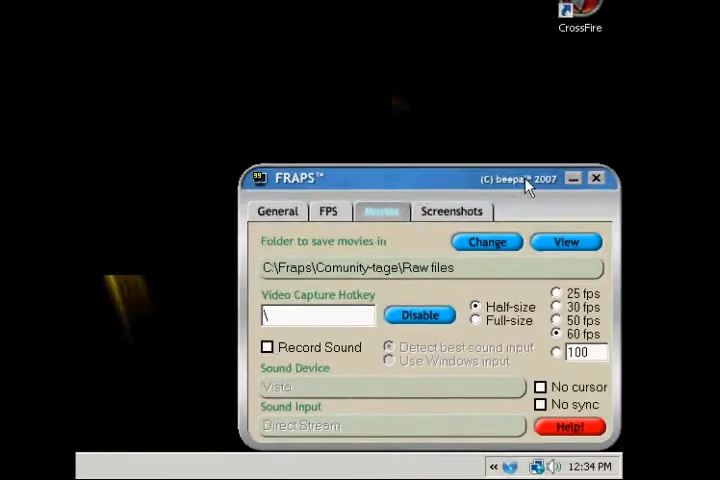 CrossFire
99
FRAPS™
(C) beepa® 2007
General FPS Movies Screenshots
Folder to save movies in
Change View
C:\Fraps\Comunity-tage\Raw files
Video Capture Hotkey
\
Disable
Half-size
Full-size
25 fps
30 fps
50 fps
60 fps
100
Record Sound
Detect best sound input
Use Windows input
Sound Device
Vista
No cursor
Sound Input
No sync
Direct Stream
Help!
« 12:34 PM